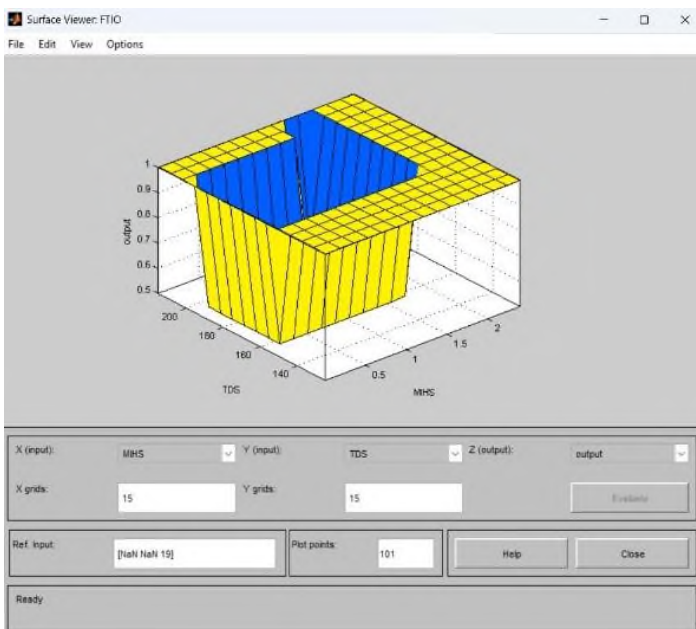 Surface Viewer: FTIO
File Edit View Options
1
0.9
0.8
0.7
0.6
0.5
output
200
180
160
140
TDS
0.5
1
1.5
2
MIHS
X (input): MIHS Y (input): TDS Z (output): output
X grids: 15 Y grids: 15 Evaluate
Ref. Input: [NaN NaN 19] Plot points: 101 Help Close
Ready